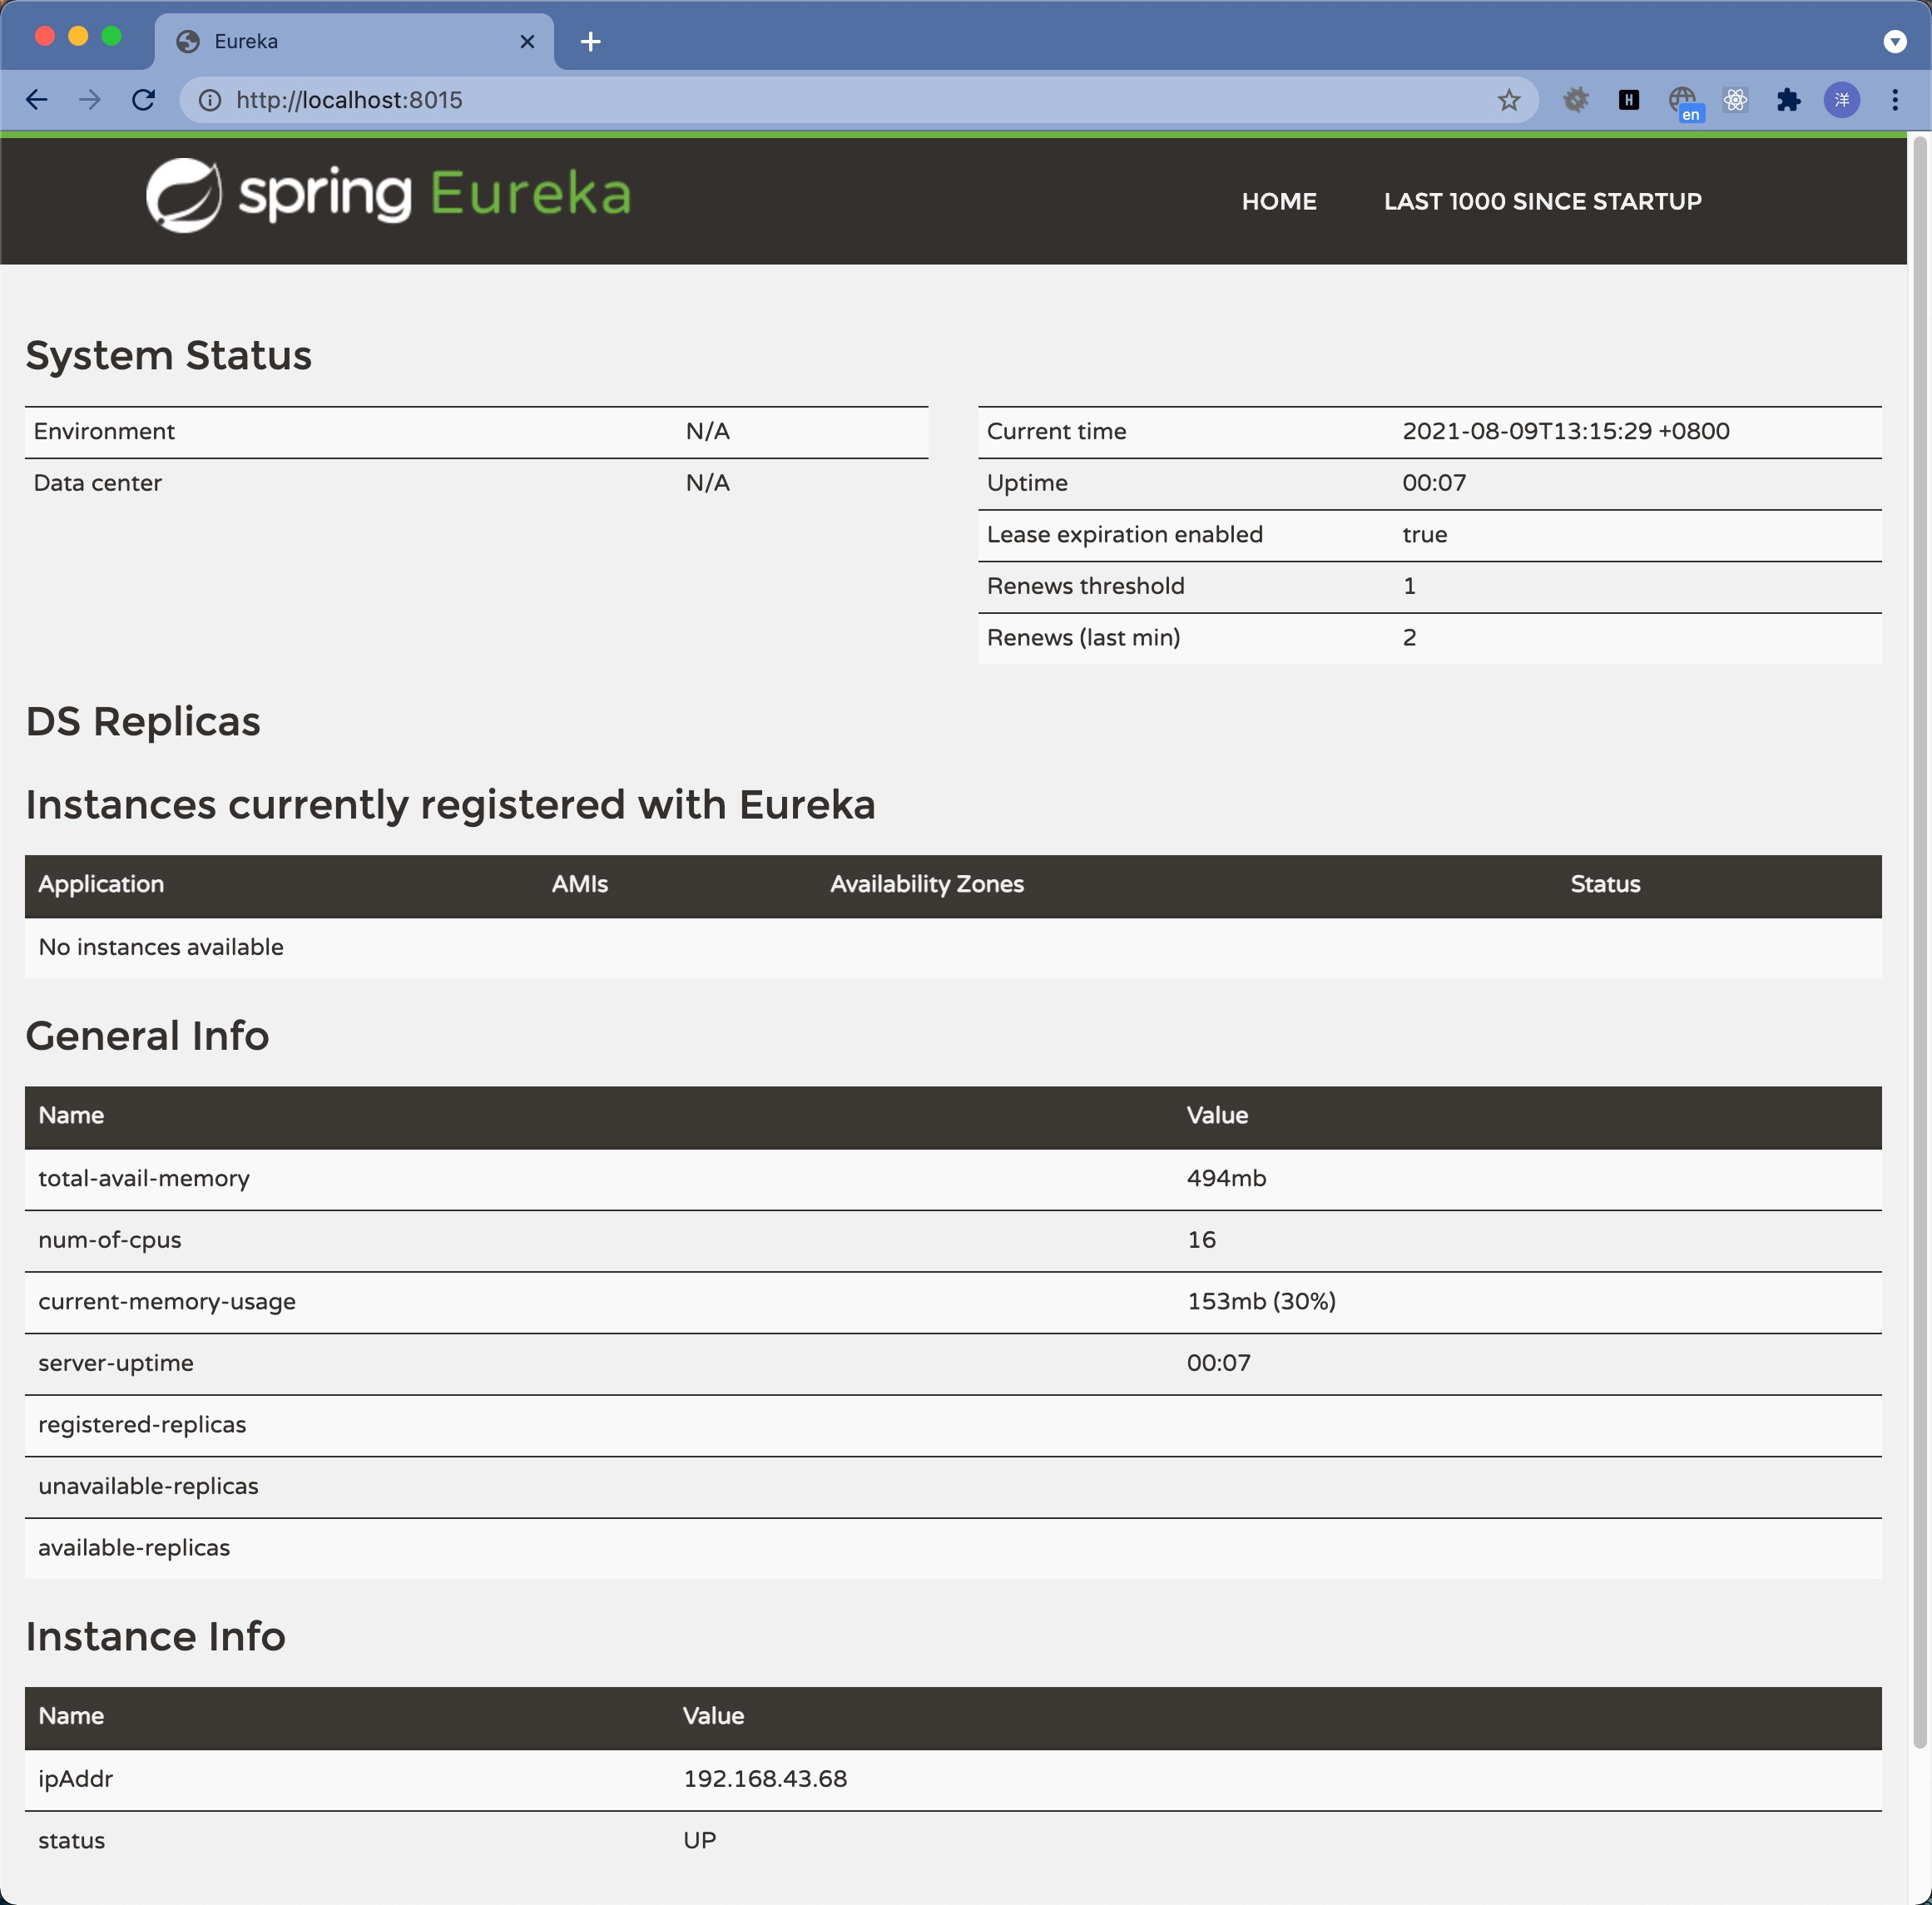 Eureka
http://localhost:8015
H
en
洋
spring Eureka
HOME LAST 1000 SINCE STARTUP
System Status
Environment N/A
Data center N/A
Current time 2021-08-09T13:15:29 +0800
Uptime 00:07
Lease expiration enabled true
Renews threshold 1
Renews (last min) 2
DS Replicas
Instances currently registered with Eureka
Application AMIs Availability Zones Status
No instances available
General Info
Name Value
total-avail-memory 494mb
num-of-cpus 16
current-memory-usage 153mb (30%)
server-uptime 00:07
registered-replicas
unavailable-replicas
available-replicas
Instance Info
Name Value
ipAddr 192.168.43.68
status UP